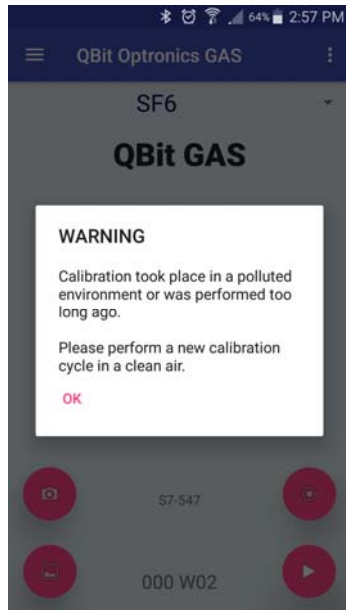 64% 2:57 PM
QBit Optronics GAS
SF6
QBit GAS
WARNING
Calibration took place in a polluted
environment or was performed too
long ago.
Please perform a new calibration
cycle in a clean air.
OK
S7-547
000 W02